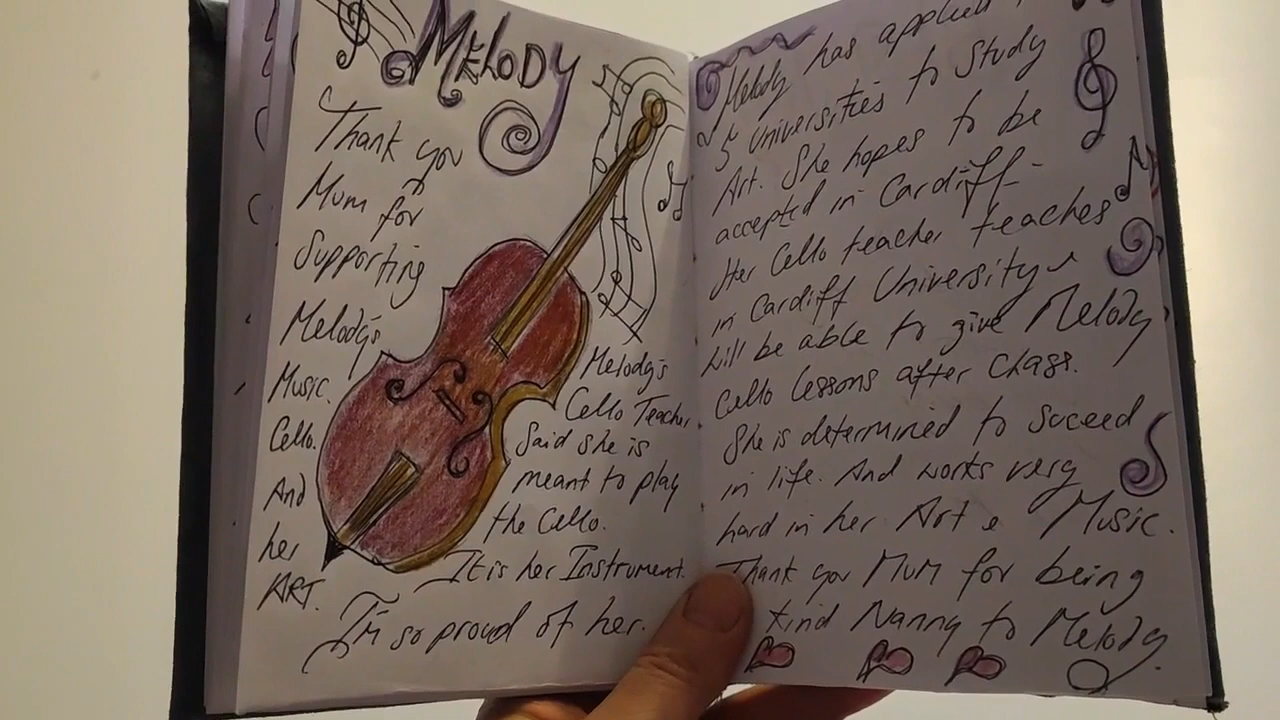 MELODY
Thank you
Mum for
Supporting
Melody's
Music.
Cello.
And
her
ART.
Melody's
Cello Teacher
Said she is
meant to play
the Cello.
It is her Instrument.
I'm so proud of her.
Melody has applied
5 Universities to Study
Art. She hopes to be
accepted in Cardiff-
Her Cello teacher teaches
in Cardiff University &
will be able to give Melody
Cello Lessons after Class.
She is determined to Suceed
in life. And works very
hard in her Art & Music.
Thank you Mum for being
kind Nanny to Melody.